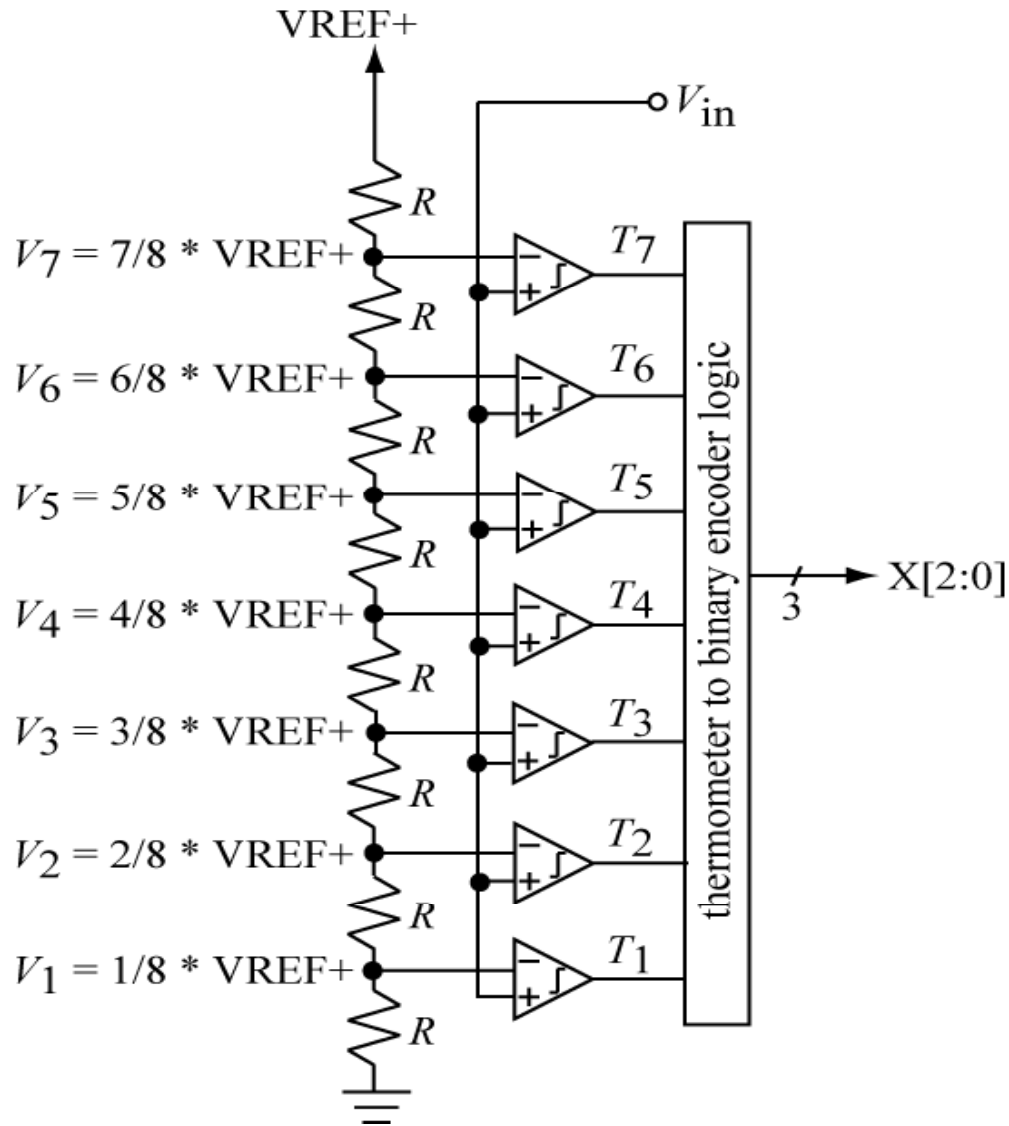 VREF+
Vin
R
V7 = 7/8 * VREF+
T7
R
V6 = 6/8 * VREF+
T6
R
V5 = 5/8 * VREF+
T5
R
V4 = 4/8 * VREF+
T4
R
V3 = 3/8 * VREF+
T3
R
V2 = 2/8 * VREF+
T2
R
V1 = 1/8 * VREF+
T1
R
thermometer to binary encoder logic
3
X[2:0]
− +
− +
− +
− +
− +
− +
− +